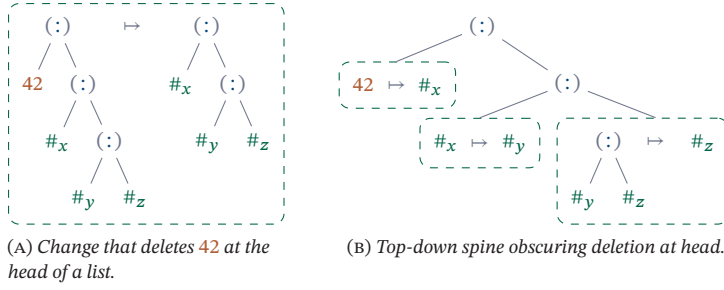 (:) ↦ (:) (:)
42 (:) #x (:) 42 ↦ #x (:)
#x (:) #y #z #x ↦ #y (:) ↦ #z
#y #z #y #z
(A) Change that deletes 42 at the (B) Top-down spine obscuring deletion at head.
head of a list.